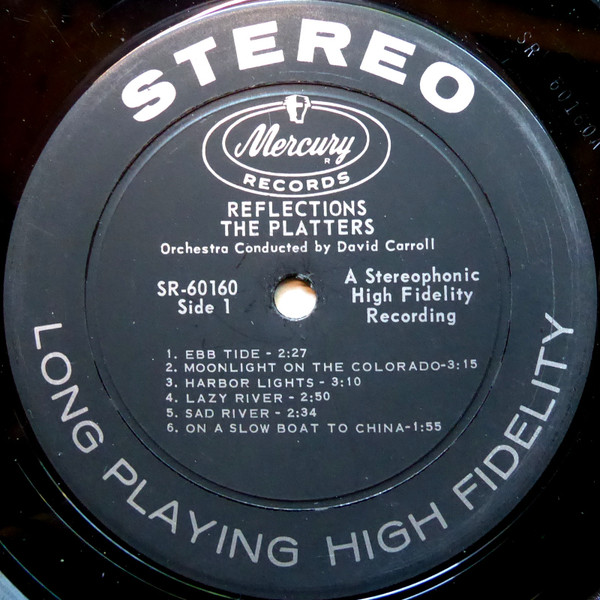 STEREO
Mercury
R
RECORDS
REFLECTIONS
THE PLATTERS
Orchestra Conducted by David Carroll
SR-60160
Side 1
A Stereophonic
High Fidelity
Recording
1. EBB TIDE - 2:27
2. MOONLIGHT ON THE COLORADO-3:15
3. HARBOR LIGHTS - 3:10
4. LAZY RIVER - 2:50
5. SAD RIVER - 2:34
6. ON A SLOW BOAT TO CHINA-1:55
LONG PLAYING HIGH FIDELITY